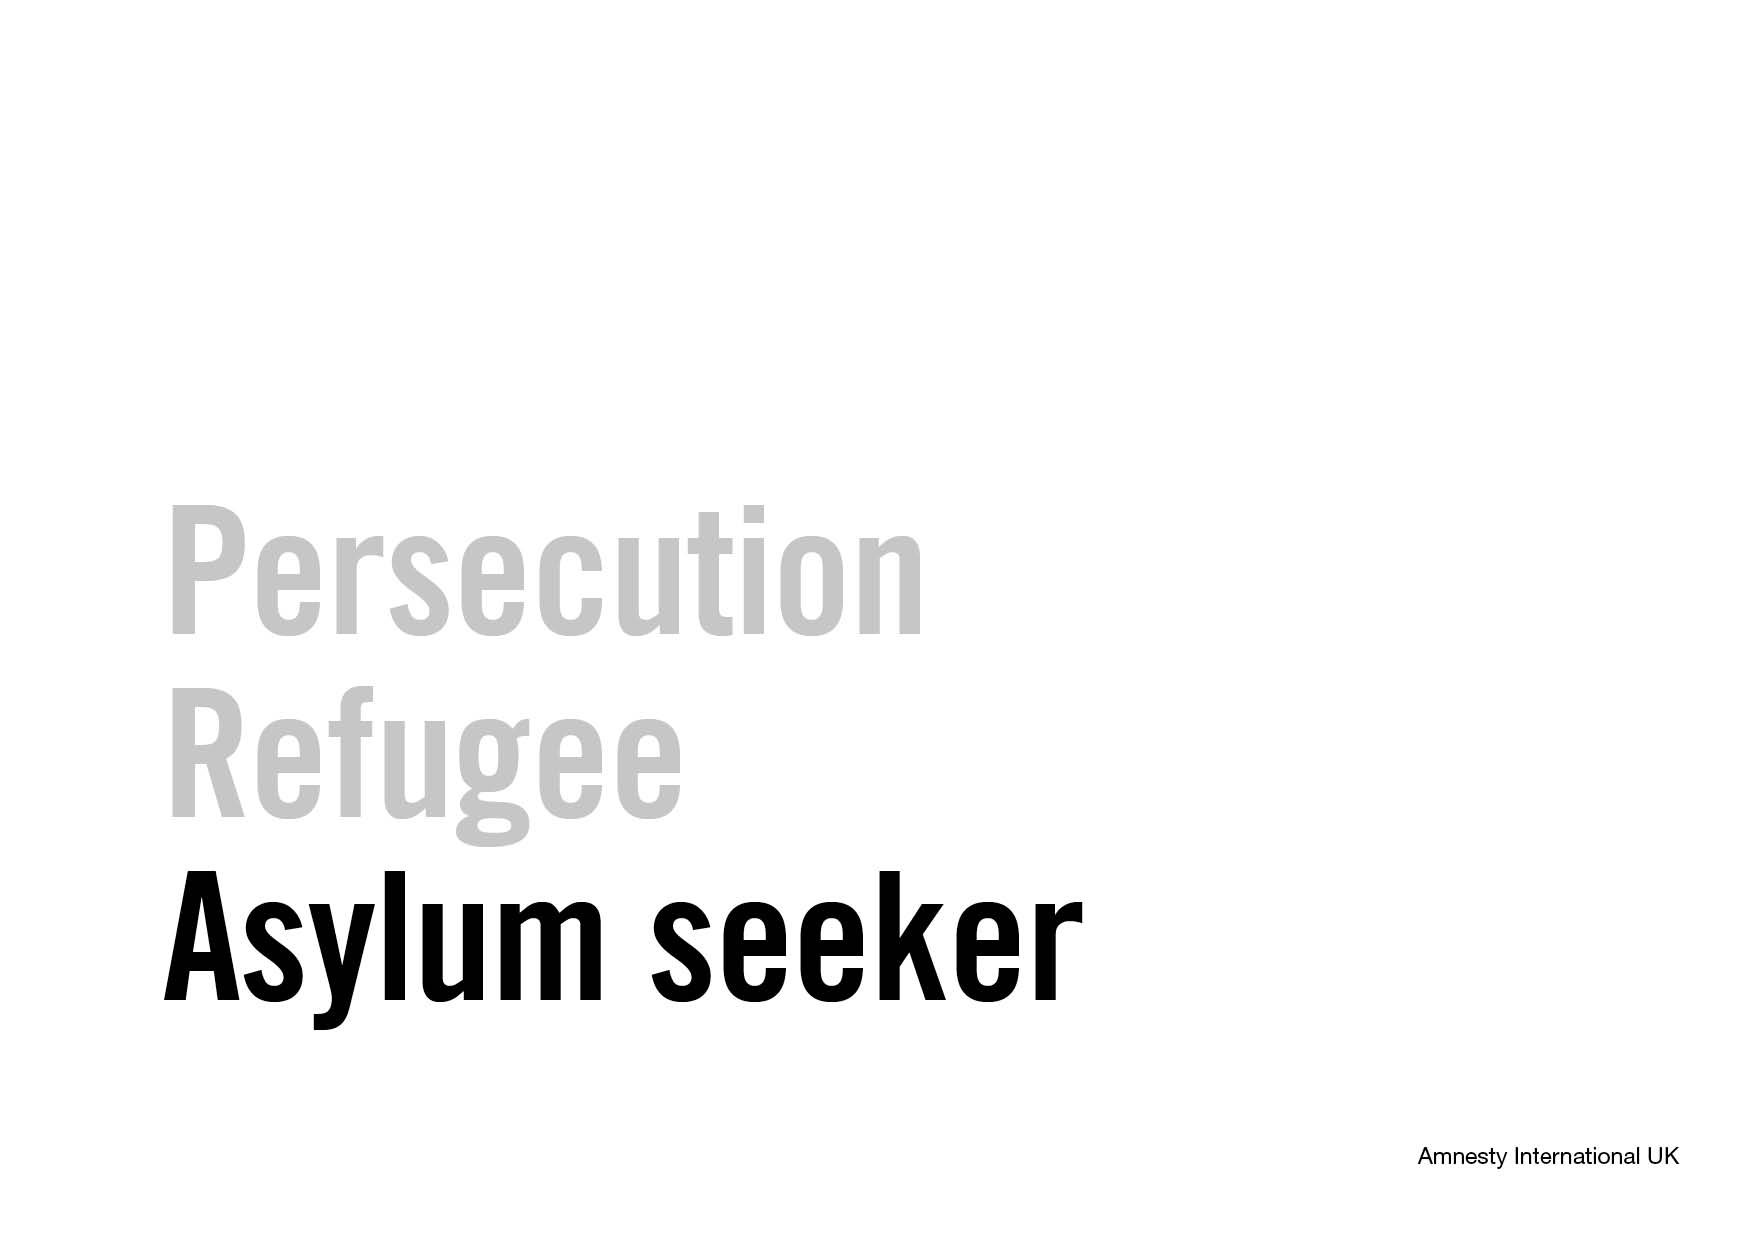 Persecution
Refugee
Asylum seeker
Amnesty International UK